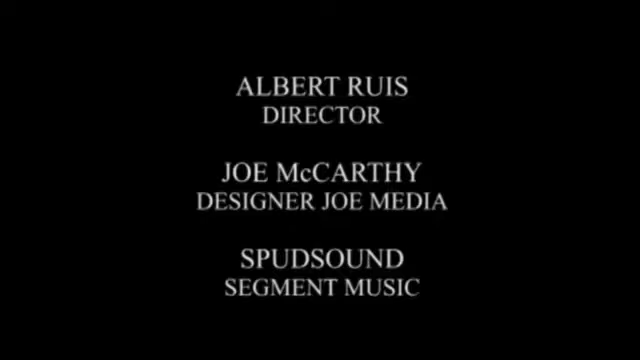 ALBERT RUIS
DIRECTOR
JOE McCARTHY
DESIGNER JOE MEDIA
SPUDSOUND
SEGMENT MUSIC